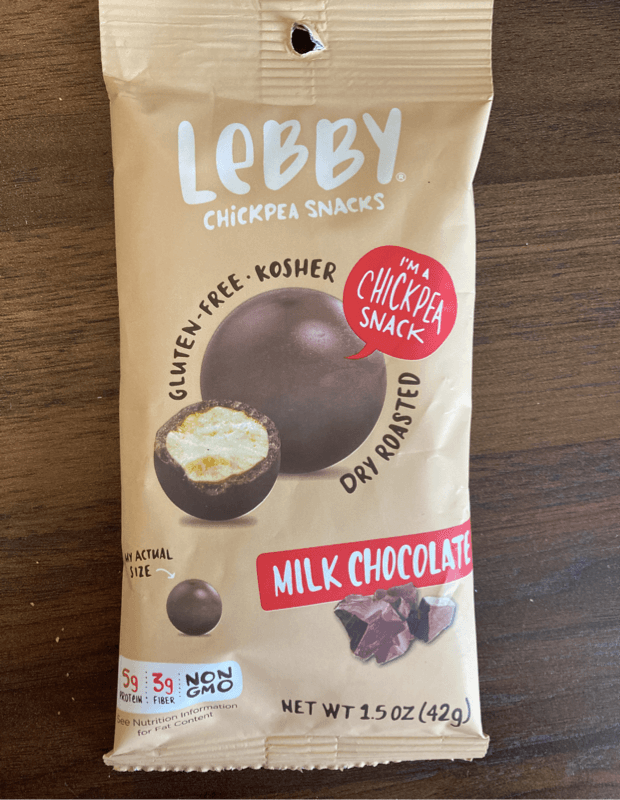 LeBBY®
CHiCKPEA SNACKS
GLUTEN-FREE · KOSHER
I'M A
CHICKPEA
SNACK
DRY ROASTED
MY ACTUAL
SIZE
MILK CHOCOLATE
5g 3g NON
PROTEIN FIBER GMO
See Nutrition Information
for Fat Content
NET WT 1.5 OZ (42g)